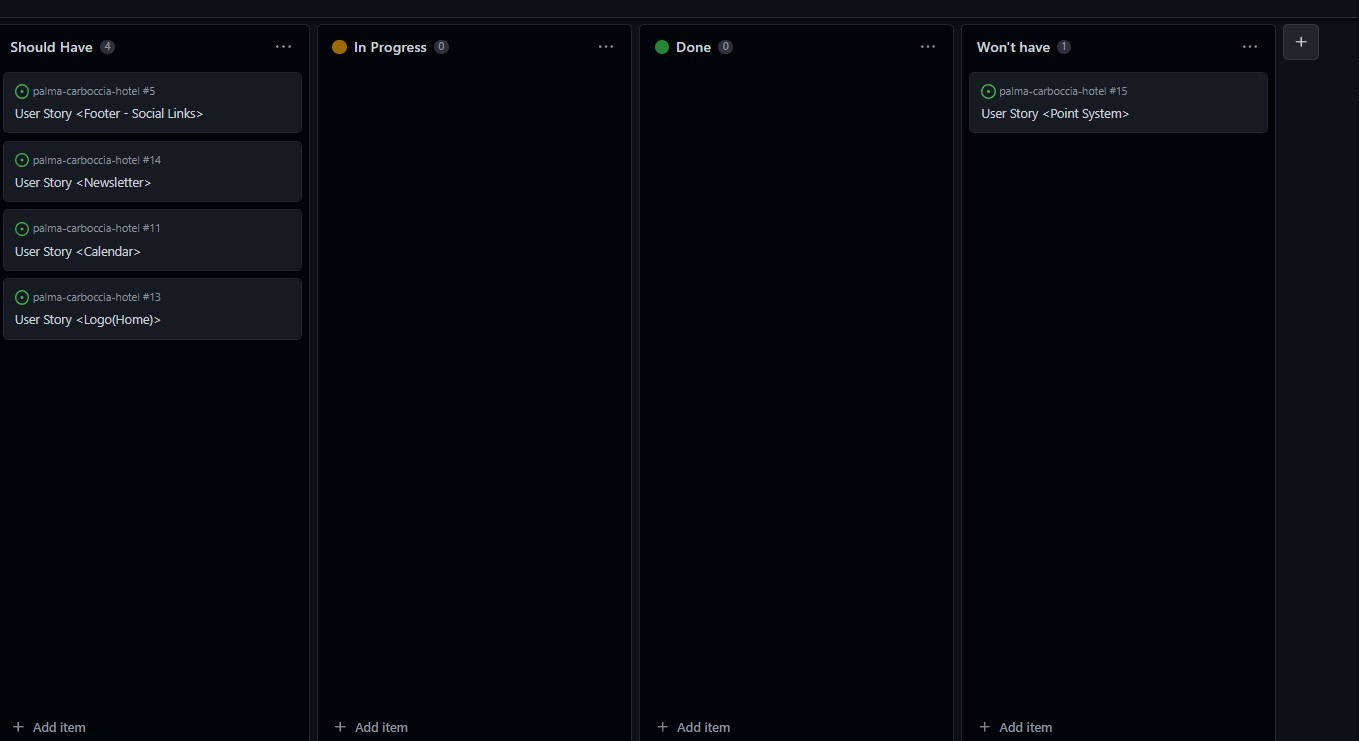 Should Have 4
palma-carboccia-hotel #5
User Story <Footer - Social Links>
palma-carboccia-hotel #14
User Story <Newsletter>
palma-carboccia-hotel #11
User Story <Calendar>
palma-carboccia-hotel #13
User Story <Logo(Home)>
+ Add item
In Progress 0
+ Add item
Done 0
+ Add item
Won't have 1
palma-carboccia-hotel #15
User Story <Point System>
+ Add item